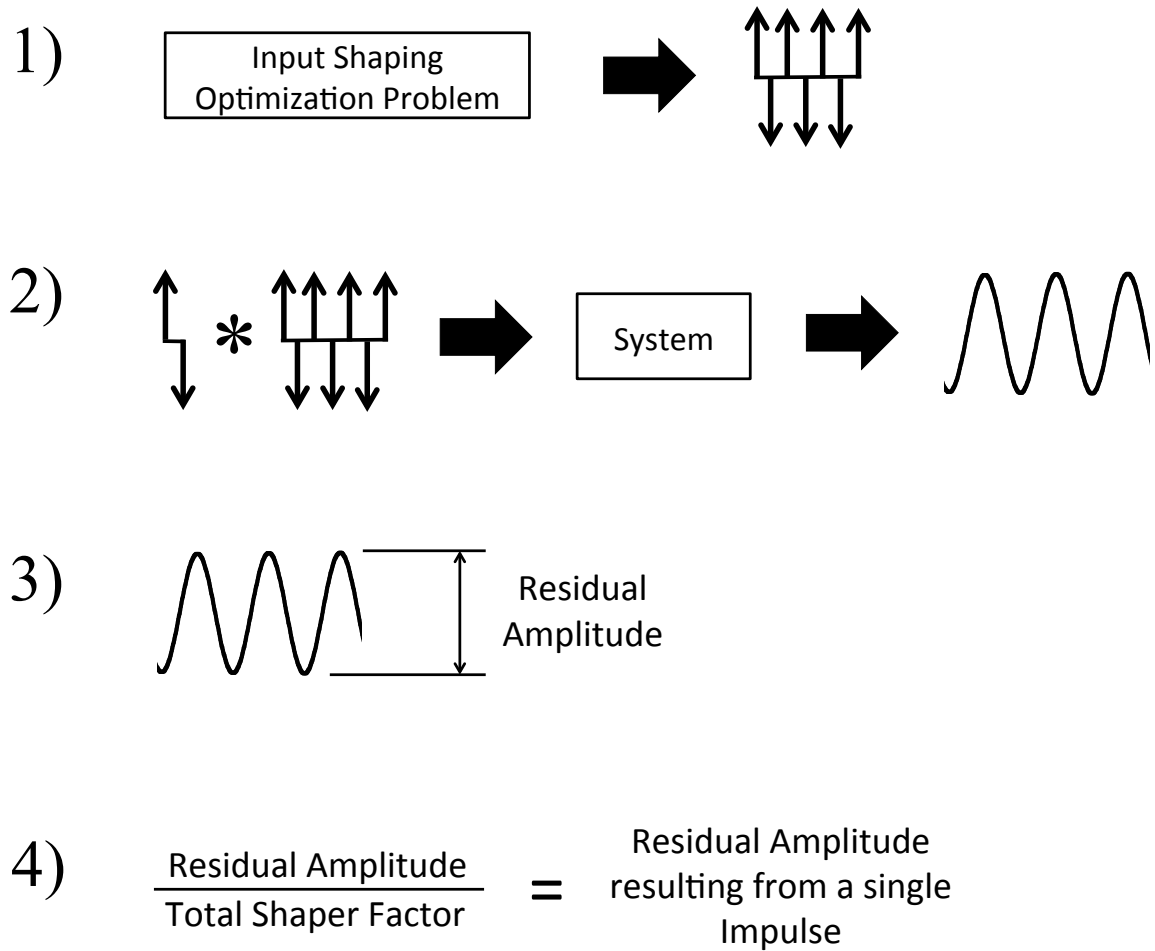 1)
Input Shaping
Optimization Problem
2)
*
System
3)
Residual
Amplitude
4)
Residual Amplitude
Total Shaper Factor
=
Residual Amplitude
resulting from a single
Impulse